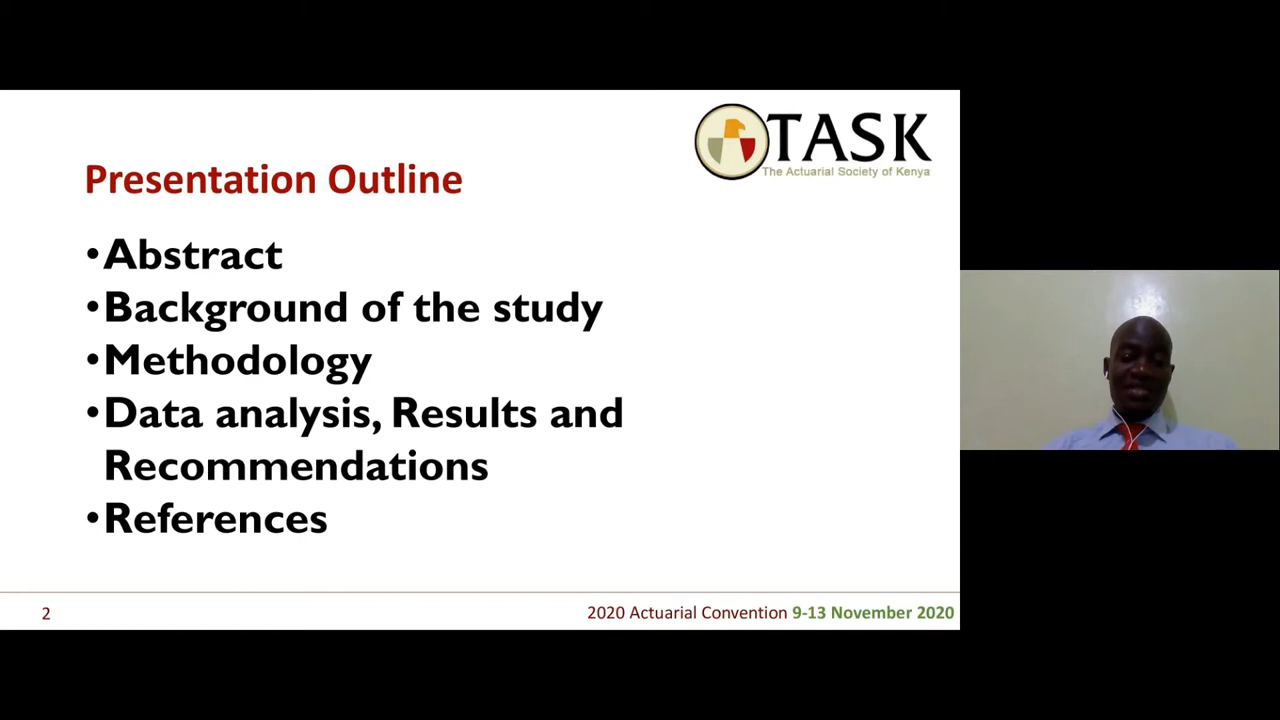 TASK
The Actuarial Society of Kenya
Presentation Outline
•Abstract
•Background of the study
•Methodology
•Data analysis, Results and
Recommendations
•References
2
2020 Actuarial Convention 9-13 November 2020